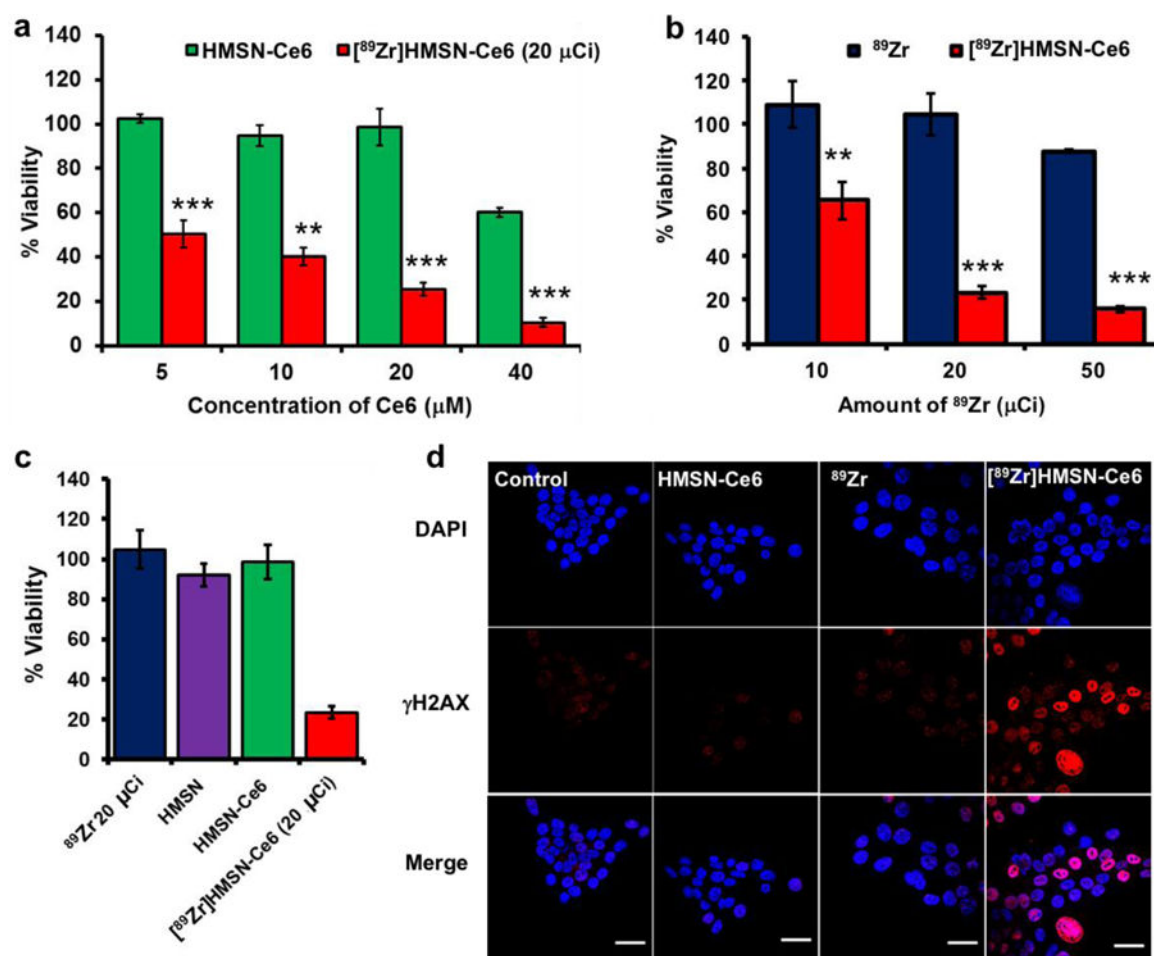 a
HMSN-Ce6 [⁸⁹Zr]HMSN-Ce6 (20 μCi)
% Viability
140
120
100
80
60
40
20
0
***
**
***
***
5 10 20 40
Concentration of Ce6 (μM)
b
⁸⁹Zr [⁸⁹Zr]HMSN-Ce6
% Viability
140
120
100
80
60
40
20
0
**
***
***
10 20 50
Amount of ⁸⁹Zr (μCi)
c
% Viability
140
120
100
80
60
40
20
0
⁸⁹Zr 20 μCi
HMSN
HMSN-Ce6
[⁸⁹Zr]HMSN-Ce6 (20 μCi)
d
Control HMSN-Ce6 ⁸⁹Zr [⁸⁹Zr]HMSN-Ce6
DAPI
γH2AX
Merge